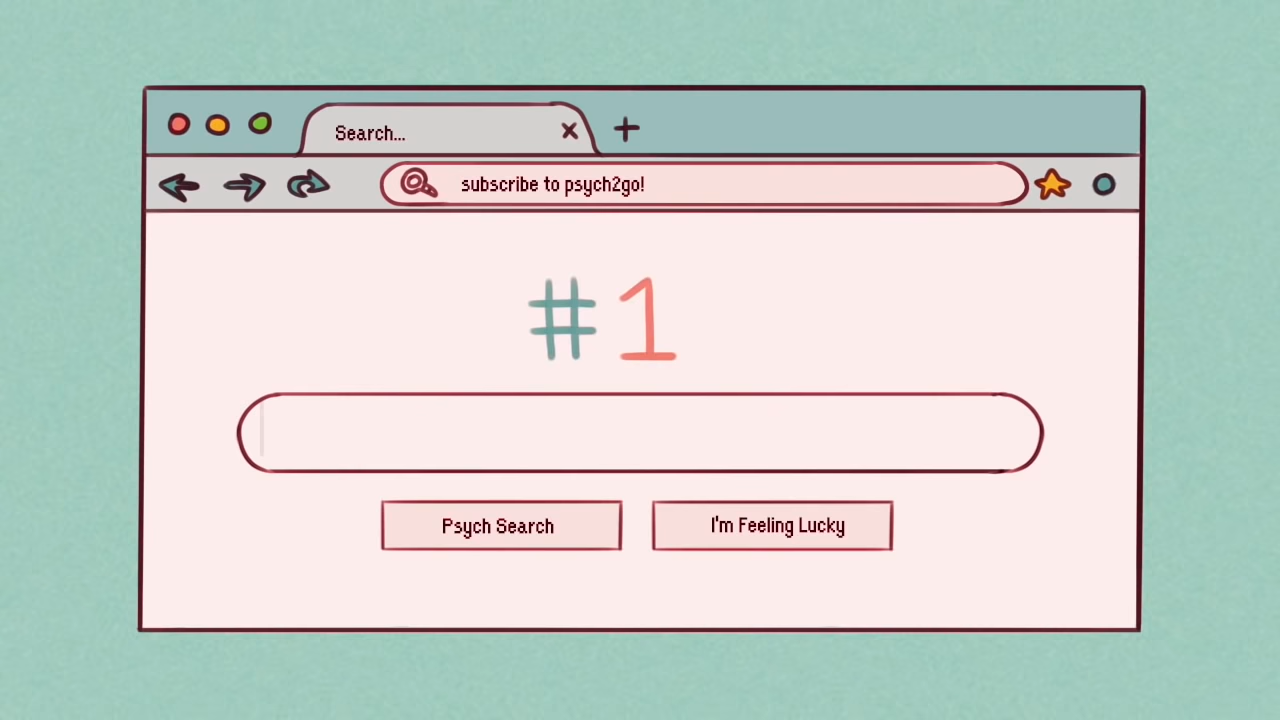 Search...
subscribe to psych2go!
#1
Psych Search
I'm Feeling Lucky